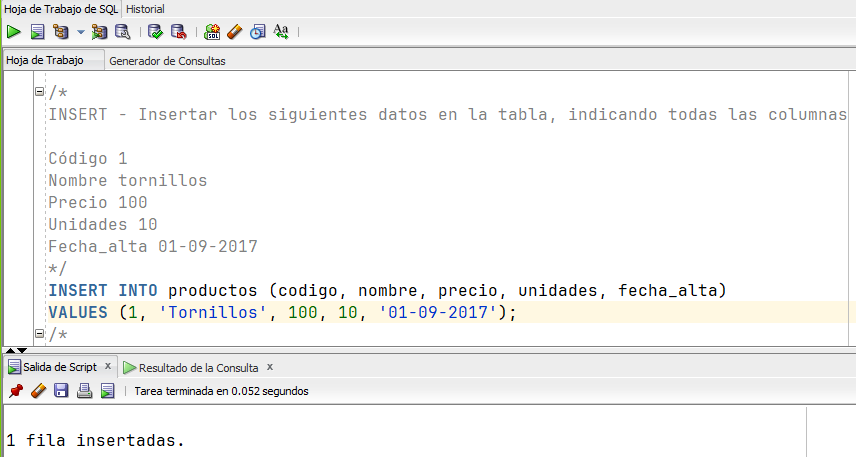 Hoja de Trabajo de SQL Historial
SQL Aa
Hoja de Trabajo Generador de Consultas
/*
INSERT - Insertar los siguientes datos en la tabla, indicando todas las columnas
Código 1
Nombre tornillos
Precio 100
Unidades 10
Fecha_alta 01-09-2017
*/
INSERT INTO productos (codigo, nombre, precio, unidades, fecha_alta)
VALUES (1, 'Tornillos', 100, 10, '01-09-2017');
/*
Salida de Script x Resultado de la Consulta x
Tarea terminada en 0.052 segundos
1 fila insertadas.